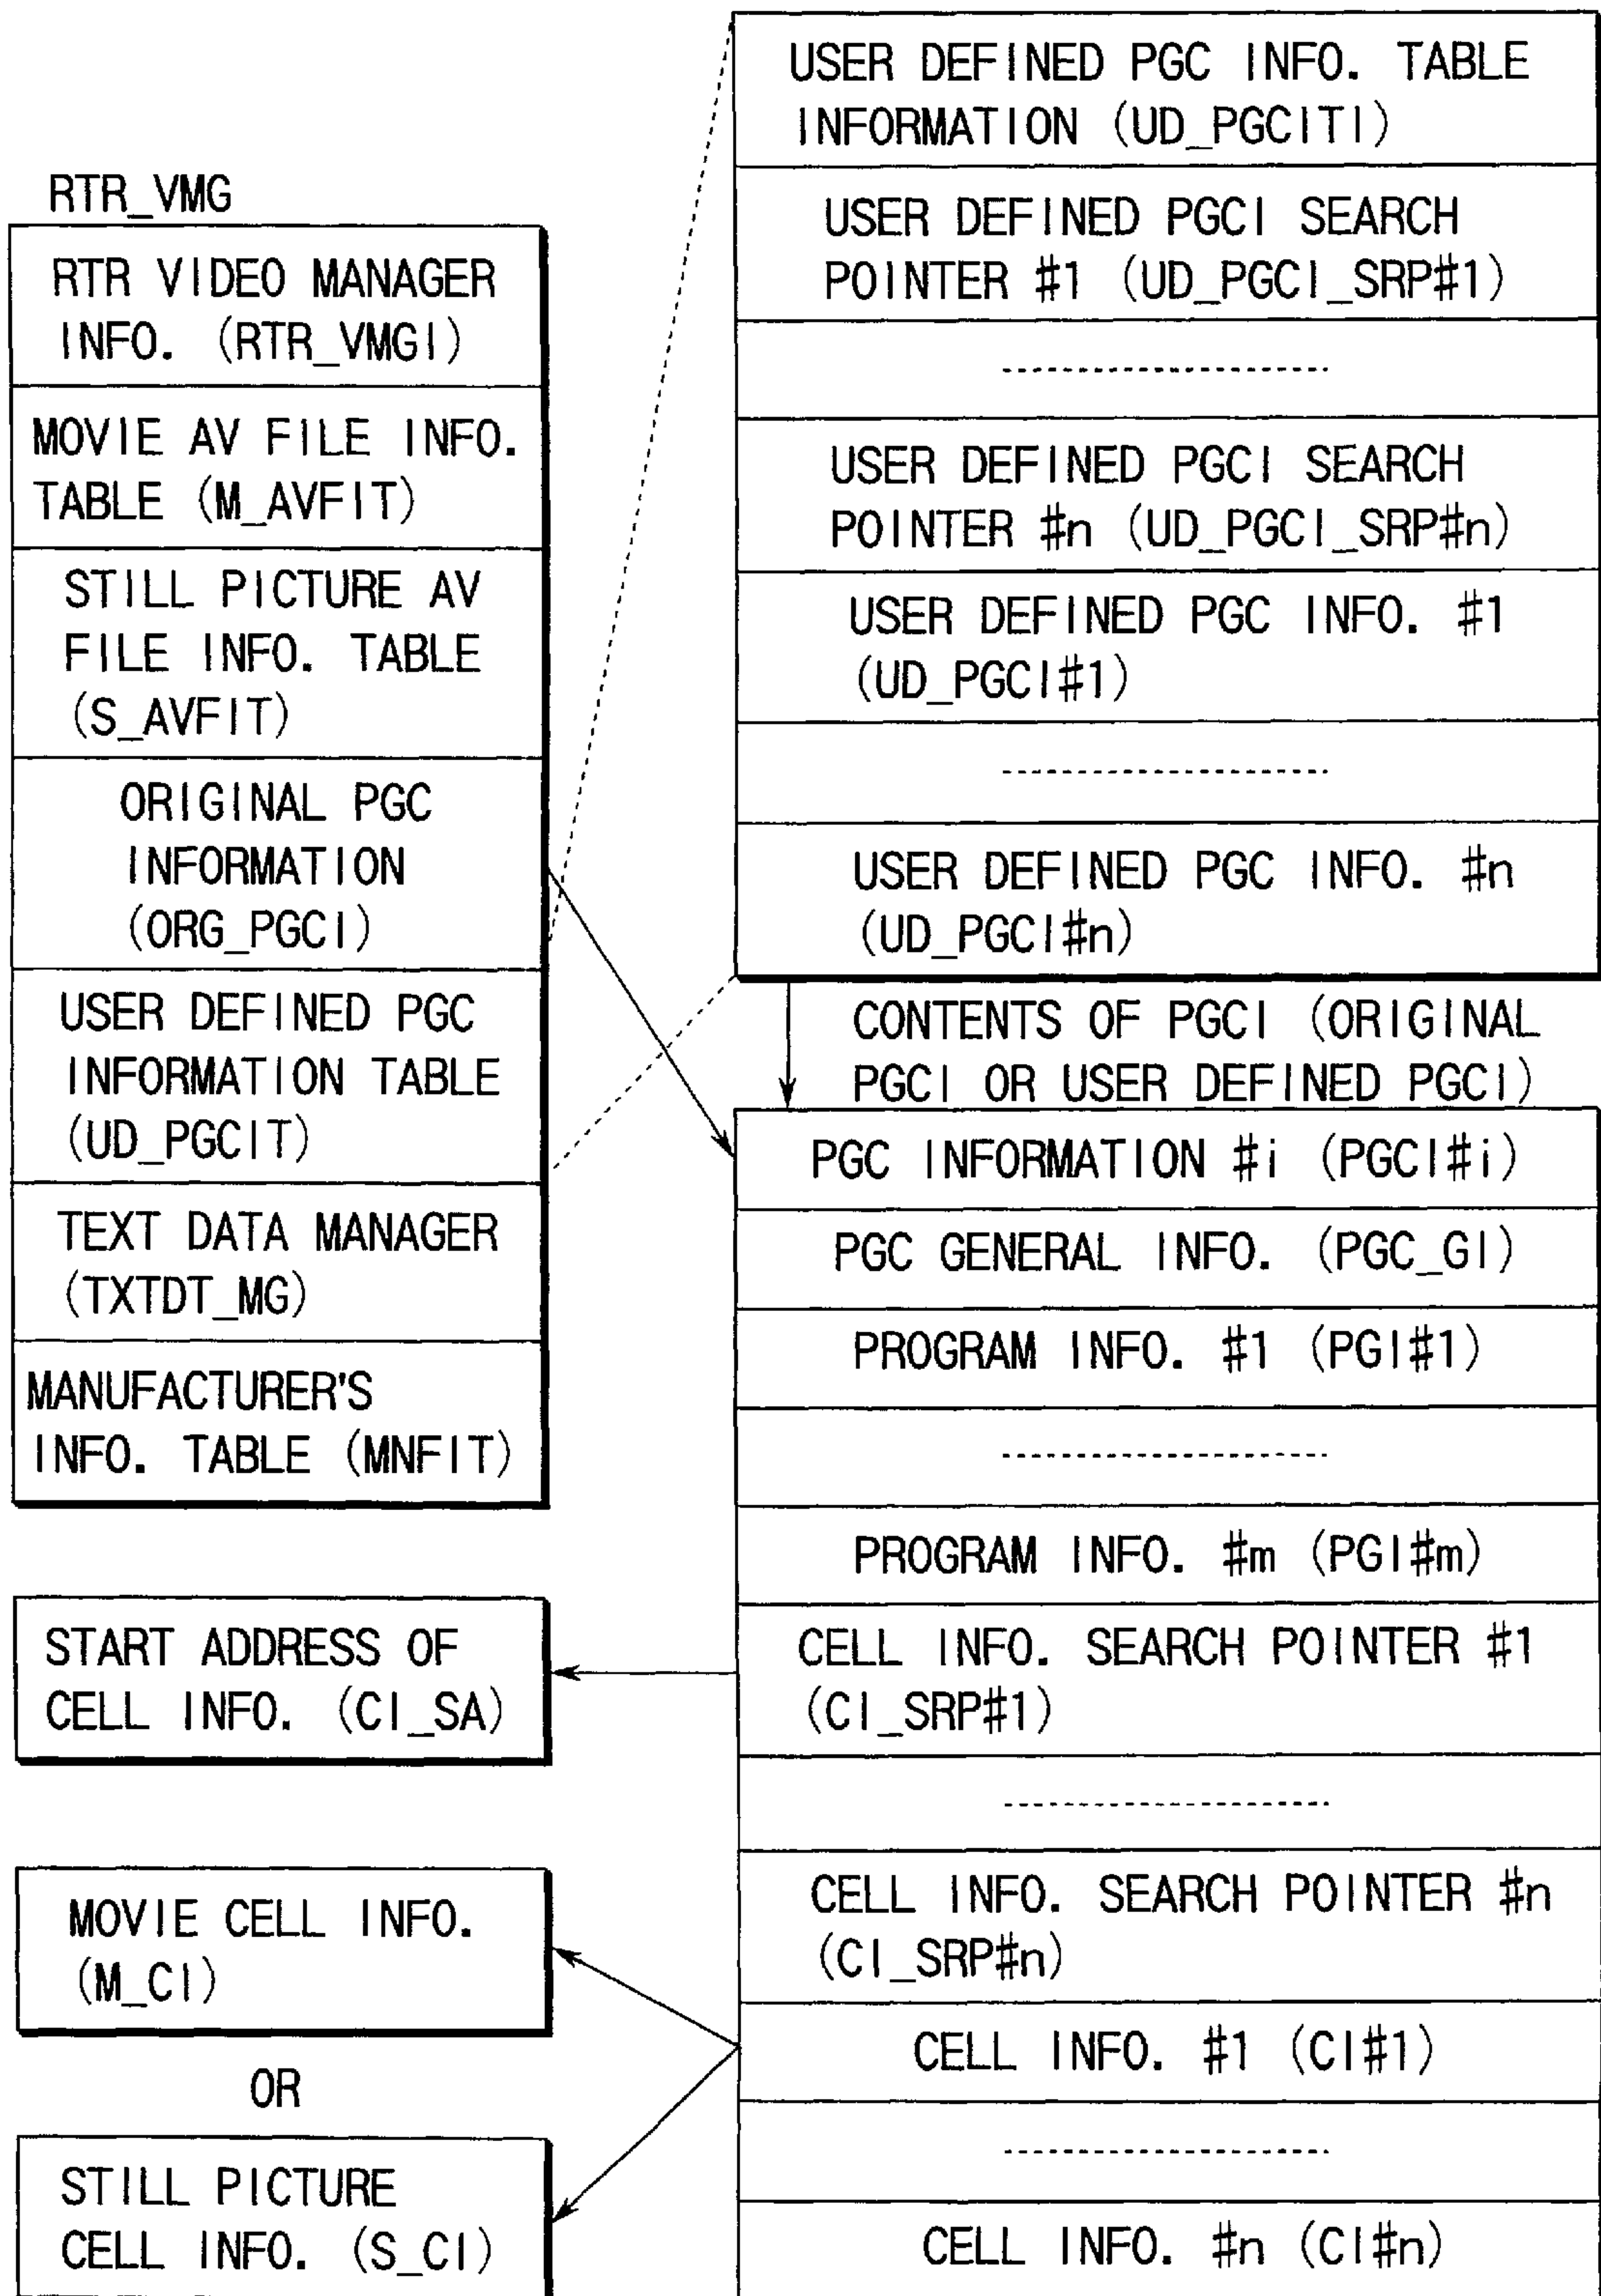 RTR_VMG
RTR VIDEO MANAGER
INFO. (RTR_VMGI)
MOVIE AV FILE INFO.
TABLE (M_AVFIT)
STILL PICTURE AV
FILE INFO. TABLE
(S_AVFIT)
ORIGINAL PGC
INFORMATION
(ORG_PGCI)
USER DEFINED PGC
INFORMATION TABLE
(UD_PGCIT)
TEXT DATA MANAGER
(TXTDT_MG)
MANUFACTURER'S
INFO. TABLE (MNFIT)
USER DEFINED PGC INFO. TABLE
INFORMATION (UD_PGCITI)
USER DEFINED PGCI SEARCH
POINTER #1 (UD_PGCI_SRP#1)
USER DEFINED PGCI SEARCH
POINTER #n (UD_PGCI_SRP#n)
USER DEFINED PGC INFO. #1
(UD_PGCI#1)
USER DEFINED PGC INFO. #n
(UD_PGCI#n)
CONTENTS OF PGCI (ORIGINAL
PGCI OR USER DEFINED PGCI)
PGC INFORMATION #i (PGCI#i)
PGC GENERAL INFO. (PGC_GI)
PROGRAM INFO. #1 (PGI#1)
PROGRAM INFO. #m (PGI#m)
CELL INFO. SEARCH POINTER #1
(CI_SRP#1)
CELL INFO. SEARCH POINTER #n
(CI_SRP#n)
CELL INFO. #1 (CI#1)
CELL INFO. #n (CI#n)
START ADDRESS OF
CELL INFO. (CI_SA)
MOVIE CELL INFO.
(M_CI)
OR
STILL PICTURE
CELL INFO. (S_CI)